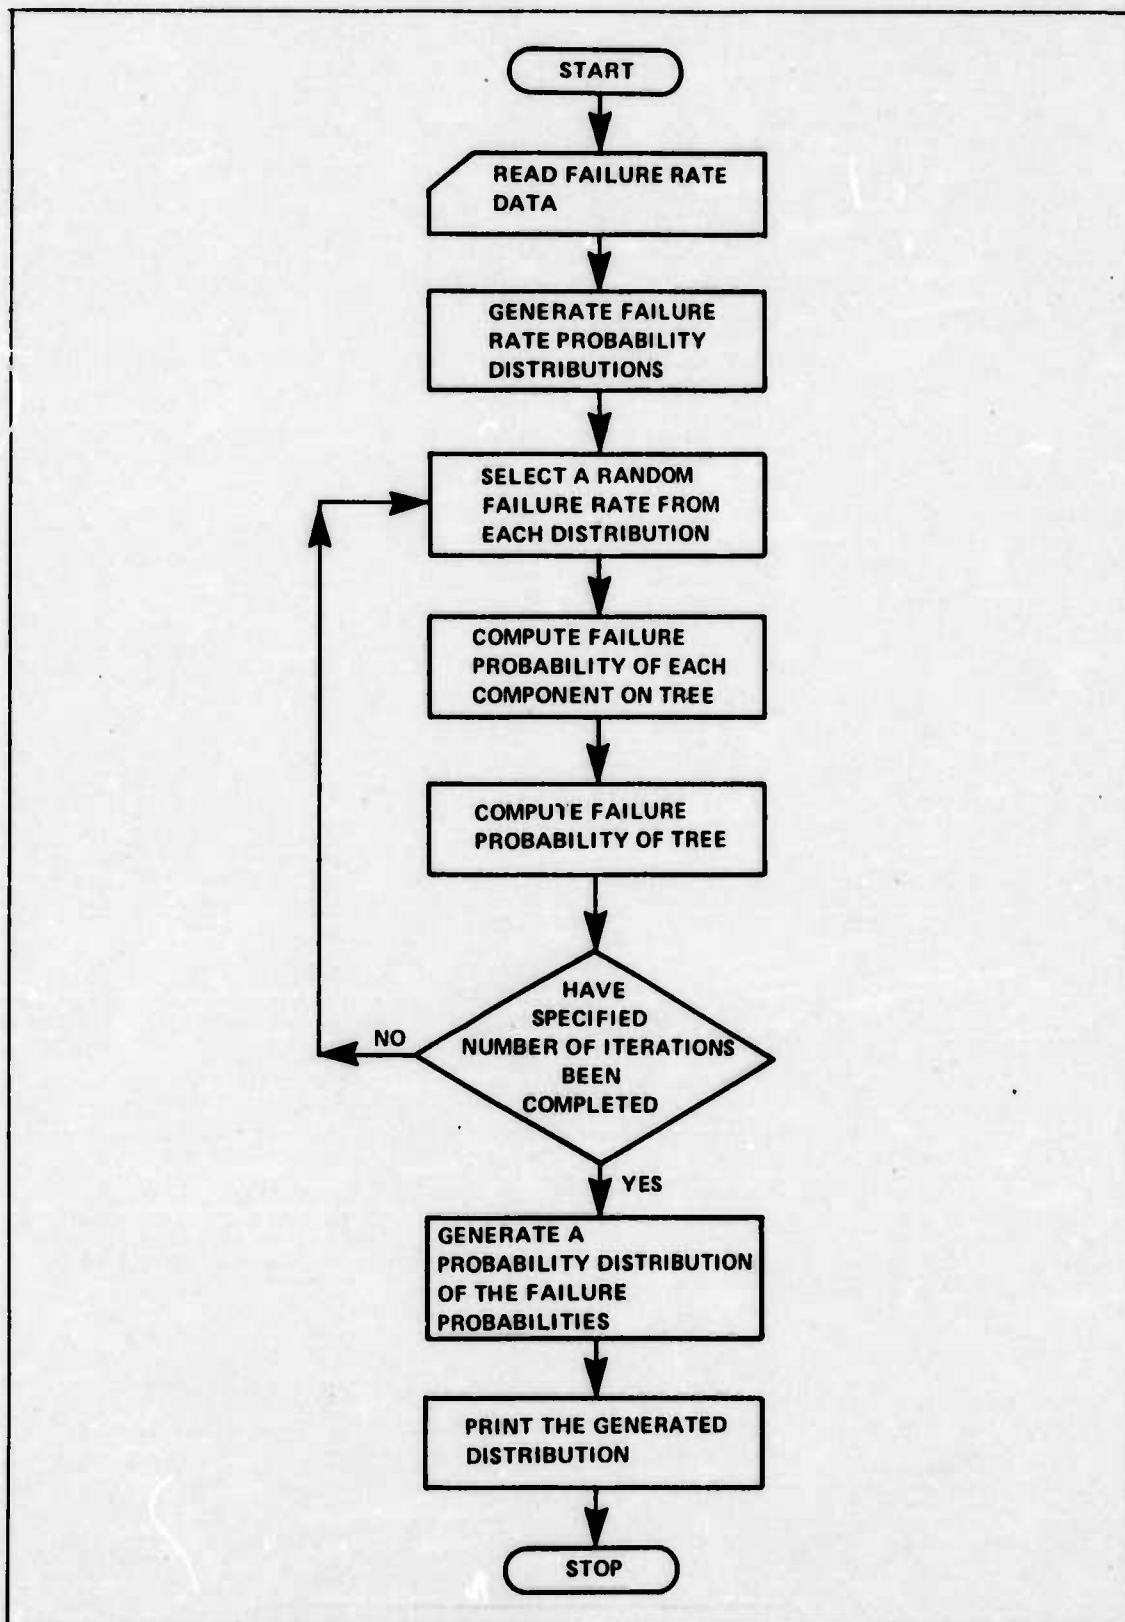 START
READ FAILURE RATE
DATA
GENERATE FAILURE
RATE PROBABILITY
DISTRIBUTIONS
SELECT A RANDOM
FAILURE RATE FROM
EACH DISTRIBUTION
COMPUTE FAILURE
PROBABILITY OF EACH
COMPONENT ON TREE
COMPUTE FAILURE
PROBABILITY OF TREE
HAVE
SPECIFIED
NUMBER OF ITERATIONS
BEEN
COMPLETED
NO
YES
GENERATE A
PROBABILITY DISTRIBUTION
OF THE FAILURE
PROBABILITIES
PRINT THE GENERATED
DISTRIBUTION
STOP